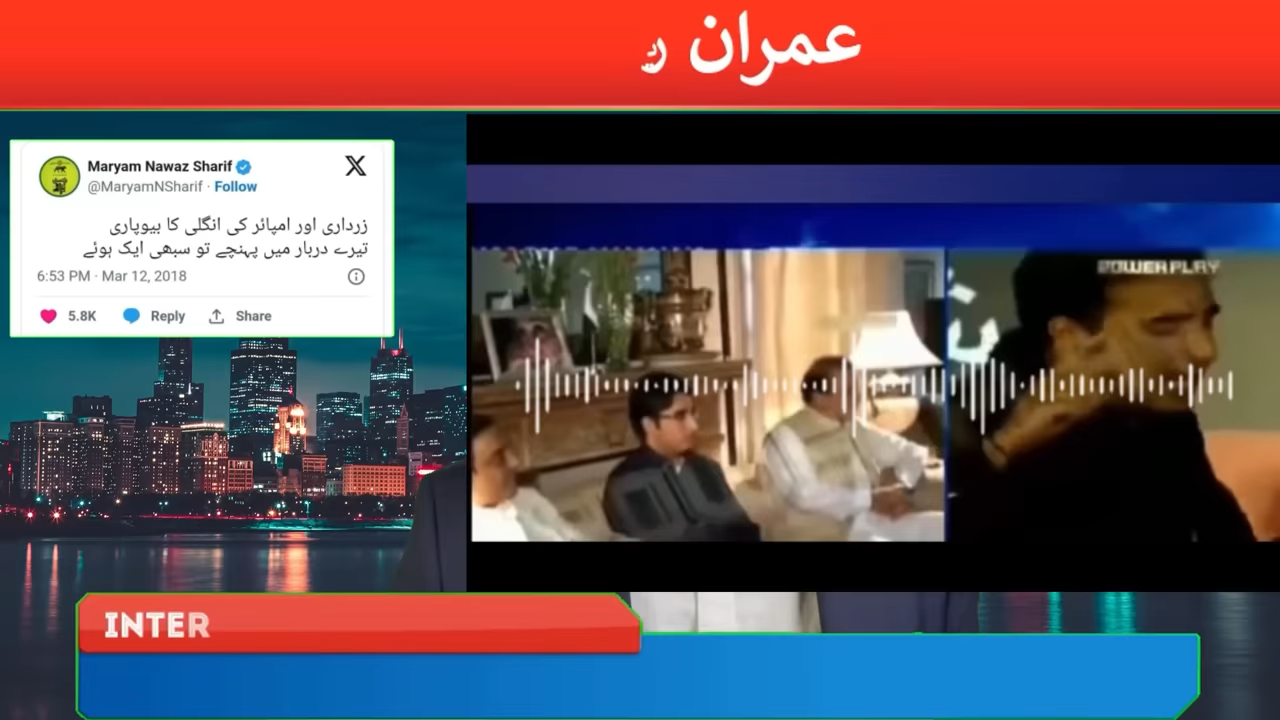 عمران
Maryam Nawaz Sharif
@MaryamNSharif · Follow
زرداری اور امپائر کی انگلی کا بیوپاری
تیرے دربار میں پہنچے تو سبھی ایک ہوئے
6:53 PM · Mar 12, 2018
5.8K Reply Share
POWER PLAY
INTER